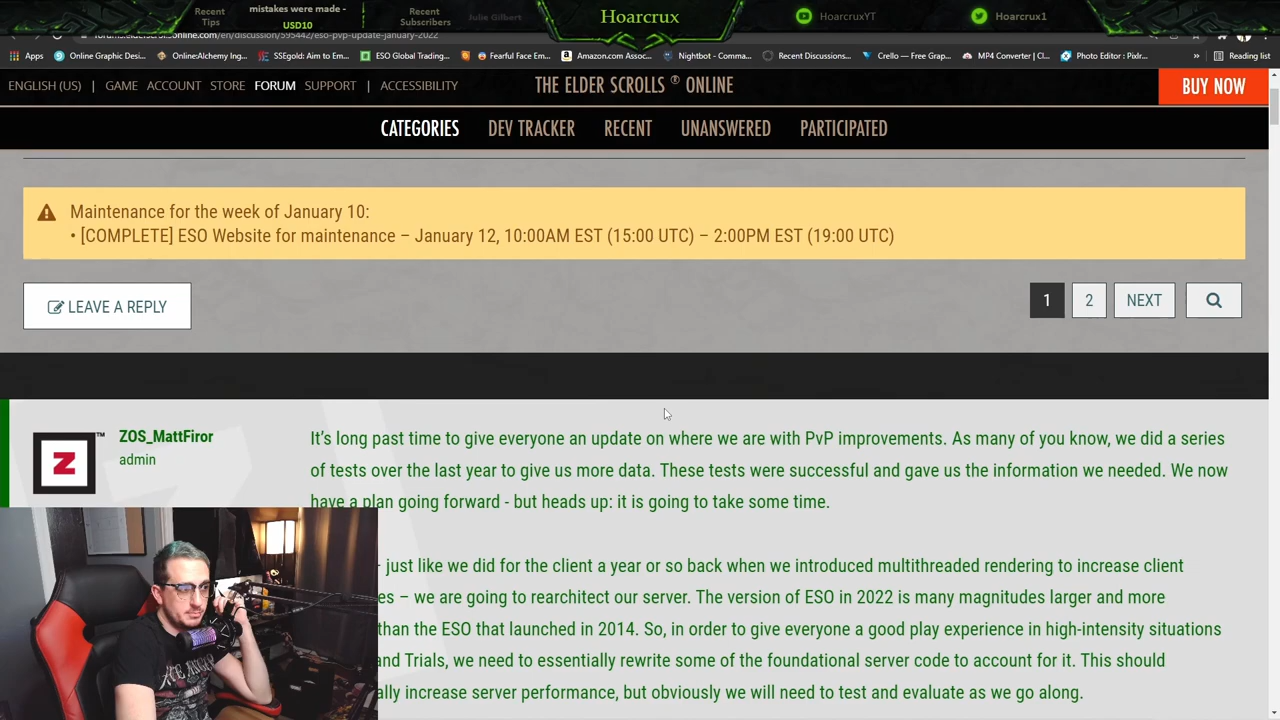 Recent Tips
mistakes were made - USD10
Recent Subscribers
Julie Gilbert
Hoarcrux
HoarcruxYT
Hoarcrux1
online.com/en/discussion/595442/eso-pvp-update-january-2022
Apps
Online Graphic Desi...
OnlineAlchemy Ing...
SSEgold: Aim to Em...
ESO Global Trading...
Fearful Face Em...
Amazon.com Assoc...
Nightbot - Comma...
Recent Discussions...
Crello — Free Grap...
MP4 Converter | Cl...
Photo Editor : Pixlr...
»
Reading list
ENGLISH (US) | GAME ACCOUNT STORE FORUM SUPPORT | ACCESSIBILITY
THE ELDER SCROLLS ® ONLINE
BUY NOW
CATEGORIES DEV TRACKER RECENT UNANSWERED PARTICIPATED
Maintenance for the week of January 10:
• [COMPLETE] ESO Website for maintenance – January 12, 10:00AM EST (15:00 UTC) – 2:00PM EST (19:00 UTC)
LEAVE A REPLY
1 2 NEXT
Z ™
ZOS_MattFiror
admin
It's long past time to give everyone an update on where we are with PvP improvements. As many of you know, we did a series
of tests over the last year to give us more data. These tests were successful and gave us the information we needed. We now
have a plan going forward - but heads up: it is going to take some time.
- just like we did for the client a year or so back when we introduced multithreaded rendering to increase client
es – we are going to rearchitect our server. The version of ESO in 2022 is many magnitudes larger and more
than the ESO that launched in 2014. So, in order to give everyone a good play experience in high-intensity situations
and Trials, we need to essentially rewrite some of the foundational server code to account for it. This should
ally increase server performance, but obviously we will need to test and evaluate as we go along.